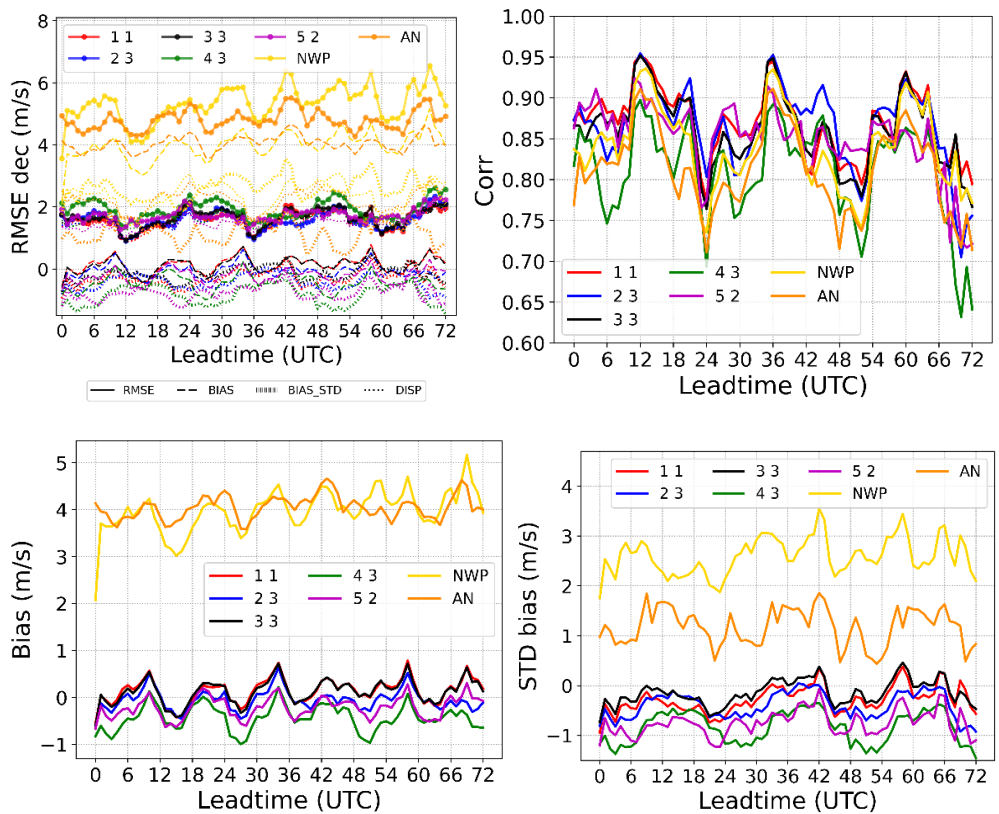 8
6
4
2
0
RMSE dec (m/s)
1 1
3 3
5 2
AN
2 3
4 3
NWP
0 6 12 18 24 30 36 42 48 54 60 66 72
Leadtime (UTC)
RMSE
BIAS
BIAS_STD
DISP
1.00
0.95
0.90
0.85
0.80
0.75
0.70
0.65
0.60
Corr
1 1
4 3
NWP
2 3
5 2
AN
3 3
0 6 12 18 24 30 36 42 48 54 60 66 72
Leadtime (UTC)
5
4
3
2
1
0
−1
Bias (m/s)
1 1
4 3
NWP
2 3
5 2
AN
3 3
0 6 12 18 24 30 36 42 48 54 60 66 72
Leadtime (UTC)
4
3
2
1
0
−1
STD bias (m/s)
1 1
3 3
5 2
AN
2 3
4 3
NWP
0 6 12 18 24 30 36 42 48 54 60 66 72
Leadtime (UTC)